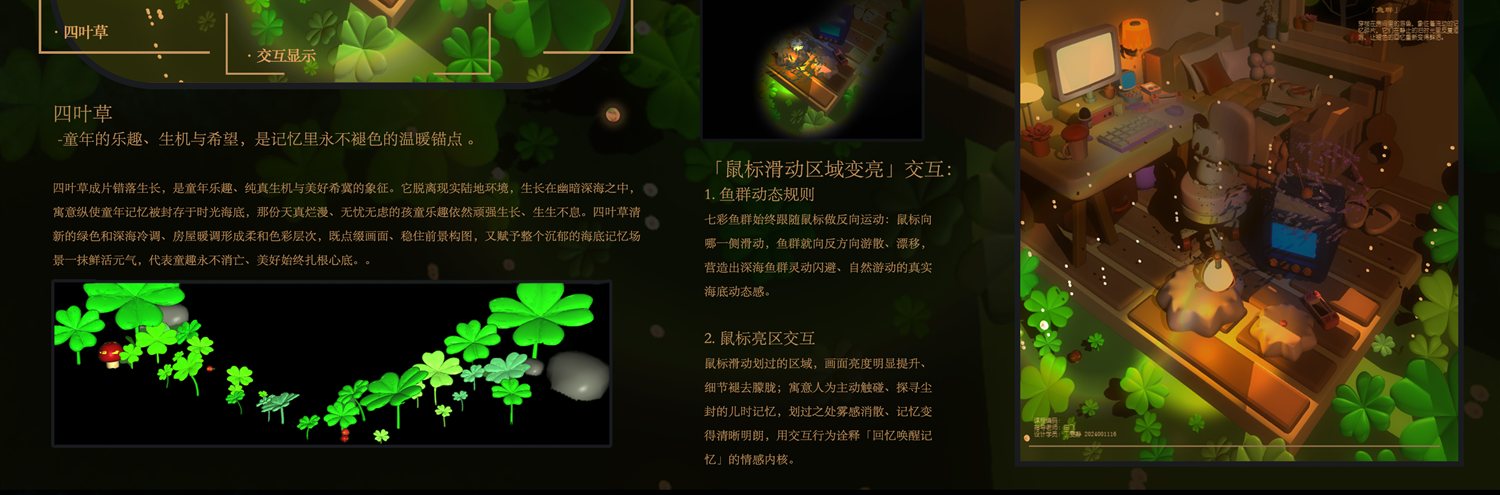 · 四叶草
· 交互显示
四叶草
-童年的乐趣、生机与希望，是记忆里永不褪色的温暖锚点 。
四叶草成片错落生长，是童年乐趣、纯真生机与美好希冀的象征。它脱离现实陆地环境，生长在幽暗深海之中，
寓意纵使童年记忆被封存于时光海底，那份天真烂漫、无忧无虑的孩童乐趣依然顽强生长、生生不息。四叶草清
新的绿色和深海冷调、房屋暖调形成柔和色彩层次，既点缀画面、稳住前景构图，又赋予整个沉郁的海底记忆场
景一抹鲜活元气，代表童趣永不消亡、美好始终扎根心底。。
「鼠标滑动区域变亮」交互：
1. 鱼群动态规则
七彩鱼群始终跟随鼠标做反向运动：鼠标向
哪一侧滑动，鱼群就向反方向游散、漂移，
营造出深海鱼群灵动闪避、自然游动的真实
海底动态感。
2. 鼠标亮区交互
鼠标滑动划过的区域，画面亮度明显提升、
细节褪去朦胧；寓意人为主动触碰、探寻尘
封的儿时记忆，划过之处雾感消散、记忆变
得清晰明朗，用交互行为诠释「回忆唤醒记
忆」的情感内核。
「鱼群」
设计学员： 2024001116